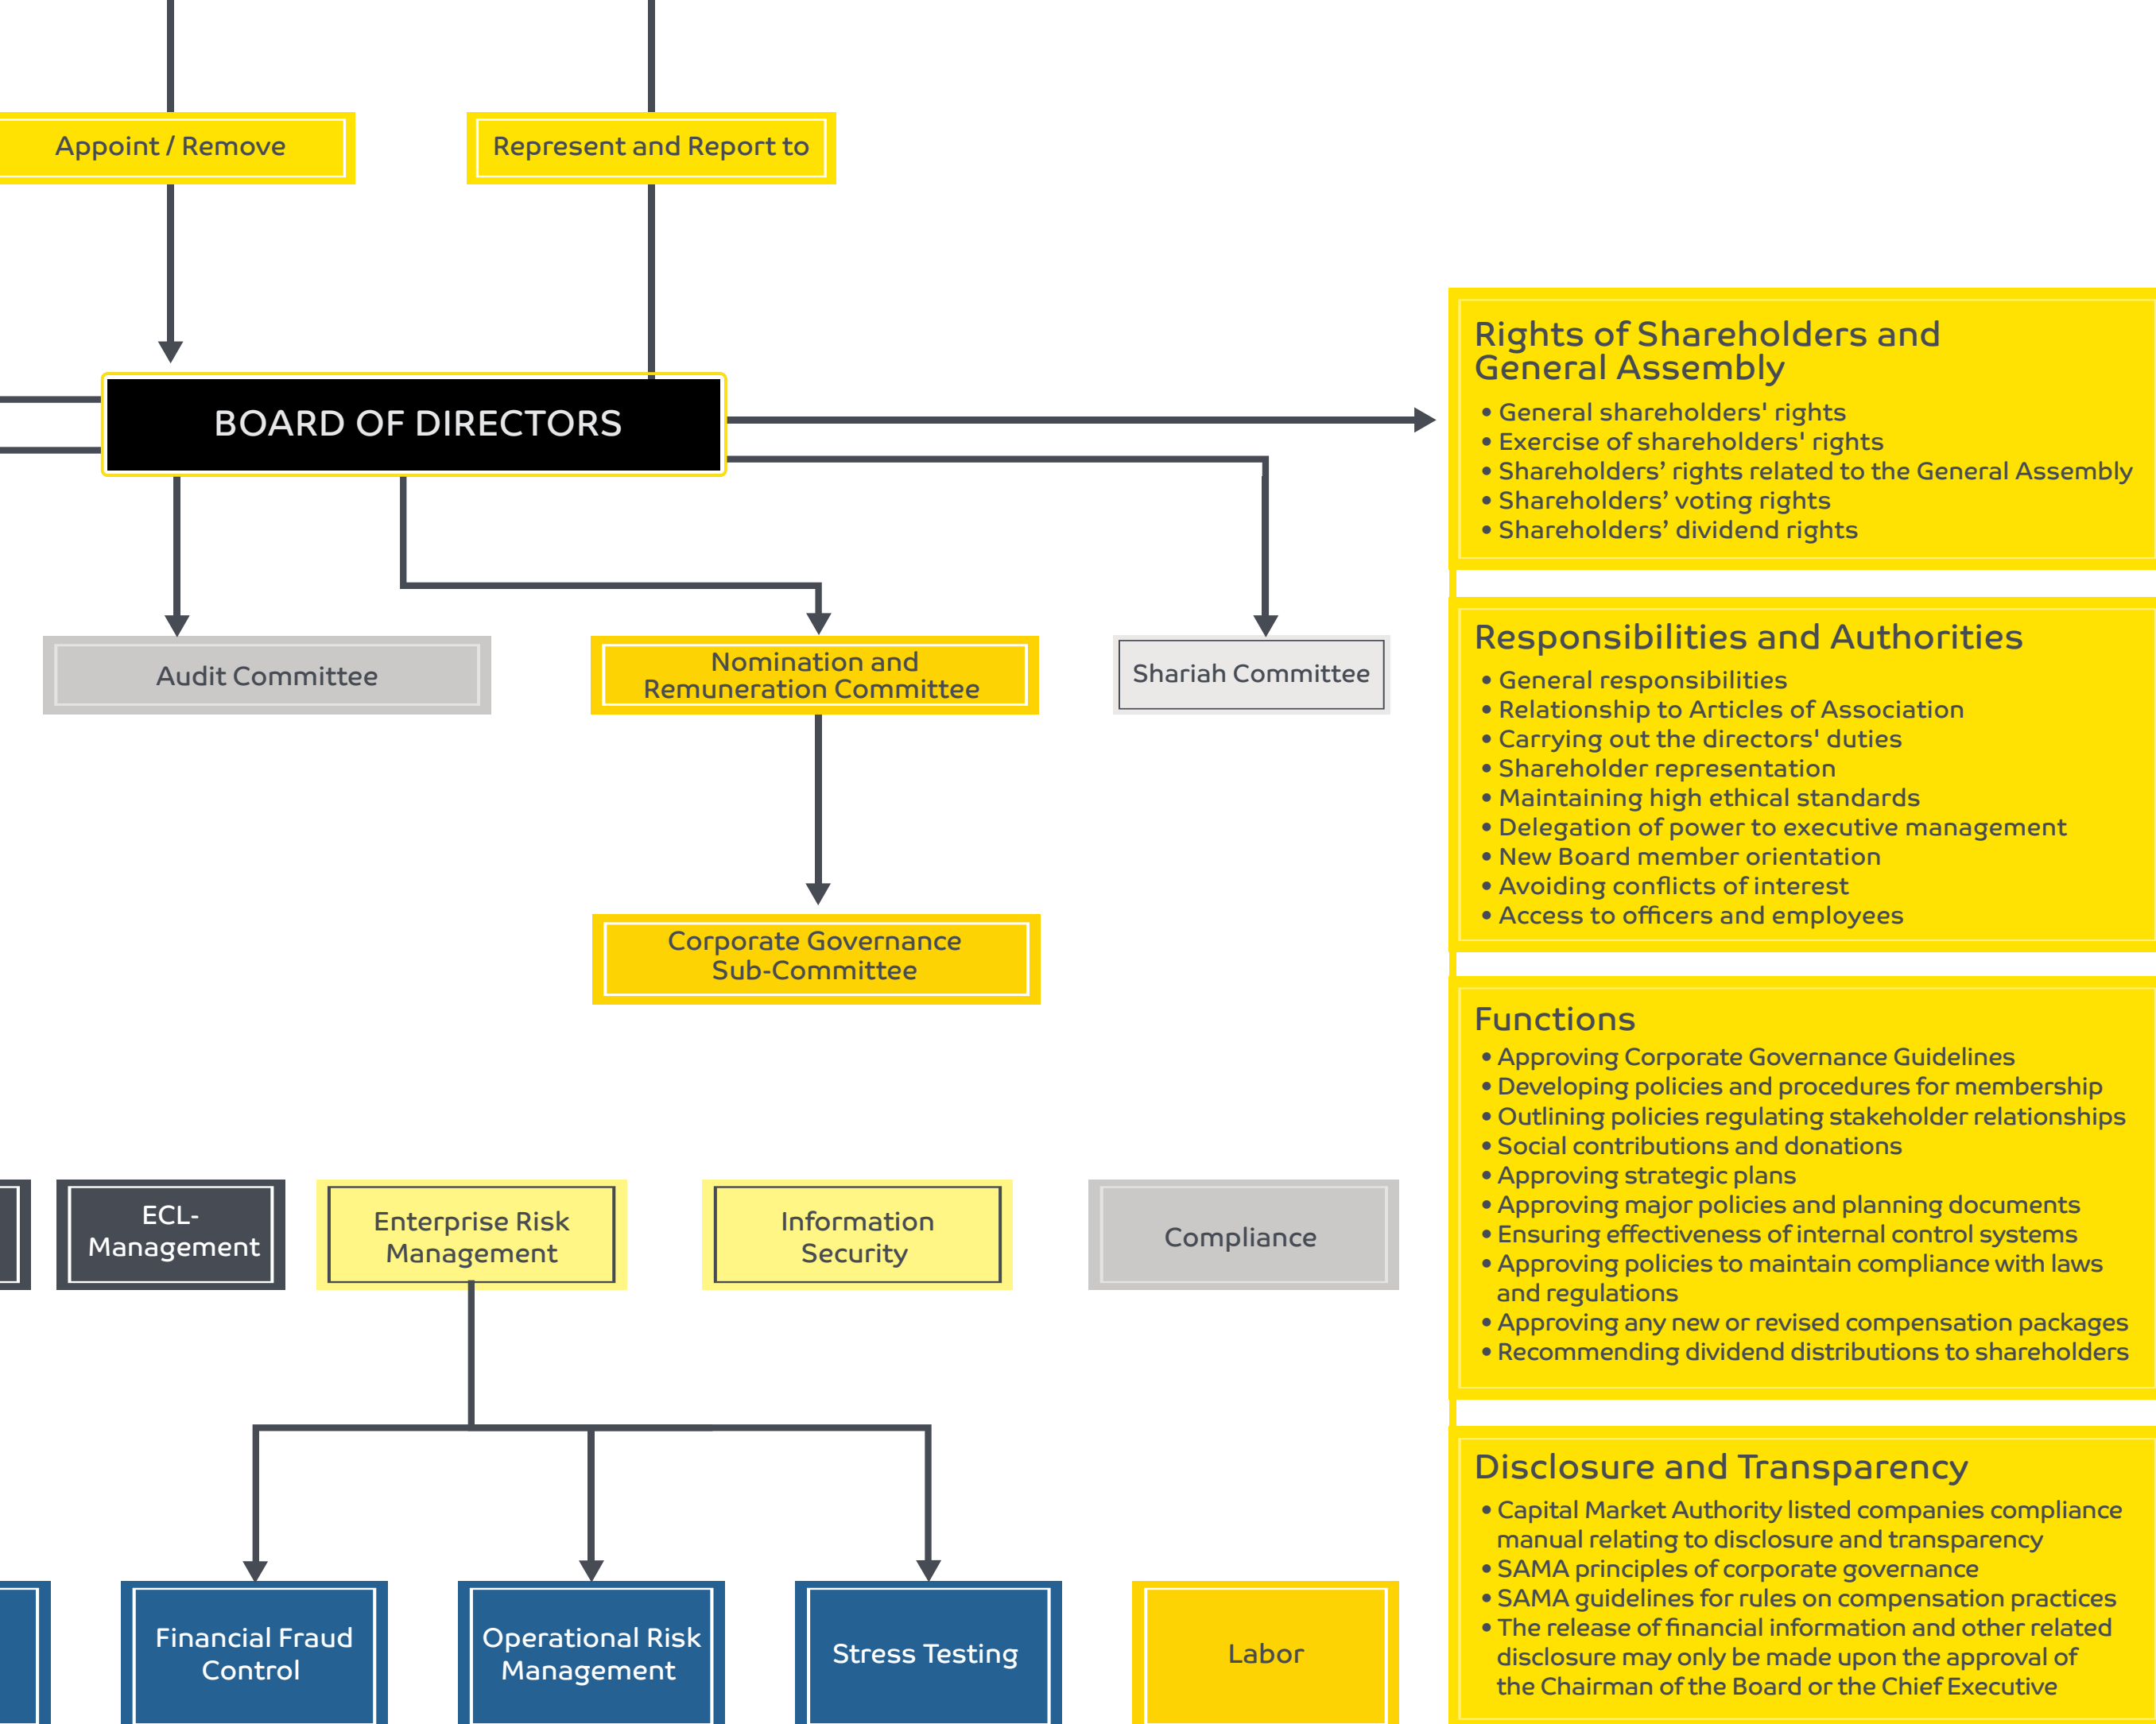 Appoint / Remove
Represent and Report to
BOARD OF DIRECTORS
Audit Committee
Nomination and
Remuneration Committee
Shariah Committee
Corporate Governance
Sub-Committee
ECL-
Management
Enterprise Risk
Management
Information
Security
Compliance
Financial Fraud
Control
Operational Risk
Management
Stress Testing
Labor
Rights of Shareholders and
General Assembly
• General shareholders' rights
• Exercise of shareholders' rights
• Shareholders’ rights related to the General Assembly
• Shareholders’ voting rights
• Shareholders’ dividend rights
Responsibilities and Authorities
• General responsibilities
• Relationship to Articles of Association
• Carrying out the directors' duties
• Shareholder representation
• Maintaining high ethical standards
• Delegation of power to executive management
• New Board member orientation
• Avoiding conflicts of interest
• Access to officers and employees
Functions
• Approving Corporate Governance Guidelines
• Developing policies and procedures for membership
• Outlining policies regulating stakeholder relationships
• Social contributions and donations
• Approving strategic plans
• Approving major policies and planning documents
• Ensuring effectiveness of internal control systems
• Approving policies to maintain compliance with laws
and regulations
• Approving any new or revised compensation packages
• Recommending dividend distributions to shareholders
Disclosure and Transparency
• Capital Market Authority listed companies compliance
manual relating to disclosure and transparency
• SAMA principles of corporate governance
• SAMA guidelines for rules on compensation practices
• The release of financial information and other related
disclosure may only be made upon the approval of
the Chairman of the Board or the Chief Executive